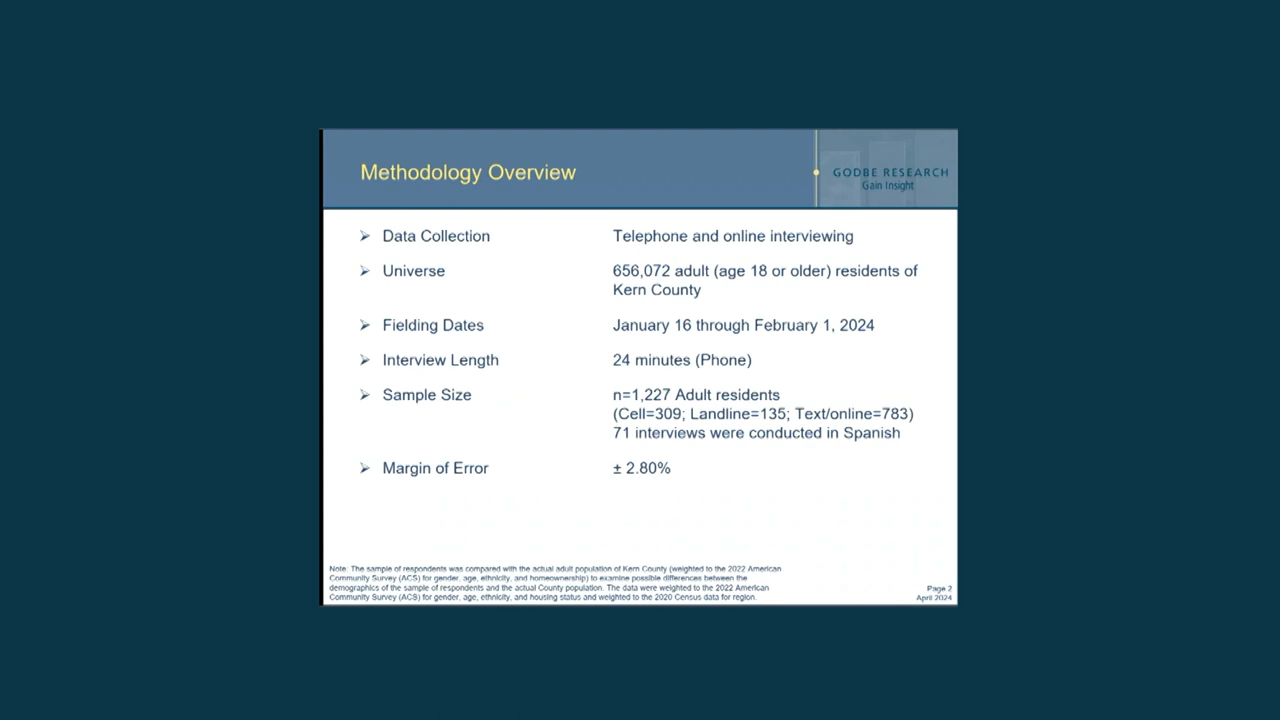 Methodology Overview
GODBE RESEARCH
Gain Insight
➢ Data Collection Telephone and online interviewing
➢ Universe 656,072 adult (age 18 or older) residents of
Kern County
➢ Fielding Dates January 16 through February 1, 2024
➢ Interview Length 24 minutes (Phone)
➢ Sample Size n=1,227 Adult residents
(Cell=309; Landline=135; Text/online=783)
71 interviews were conducted in Spanish
➢ Margin of Error ± 2.80%
Note: The sample of respondents was compared with the actual adult population of Kern County (weighted to the 2022 American
Community Survey (ACS) for gender, age, ethnicity, and homeownership) to examine possible differences between the
demographics of the sample of respondents and the actual County population. The data were weighted to the 2022 American
Community Survey (ACS) for gender, age, ethnicity, and housing status and weighted to the 2020 Census data for region.
Page 2
April 2024